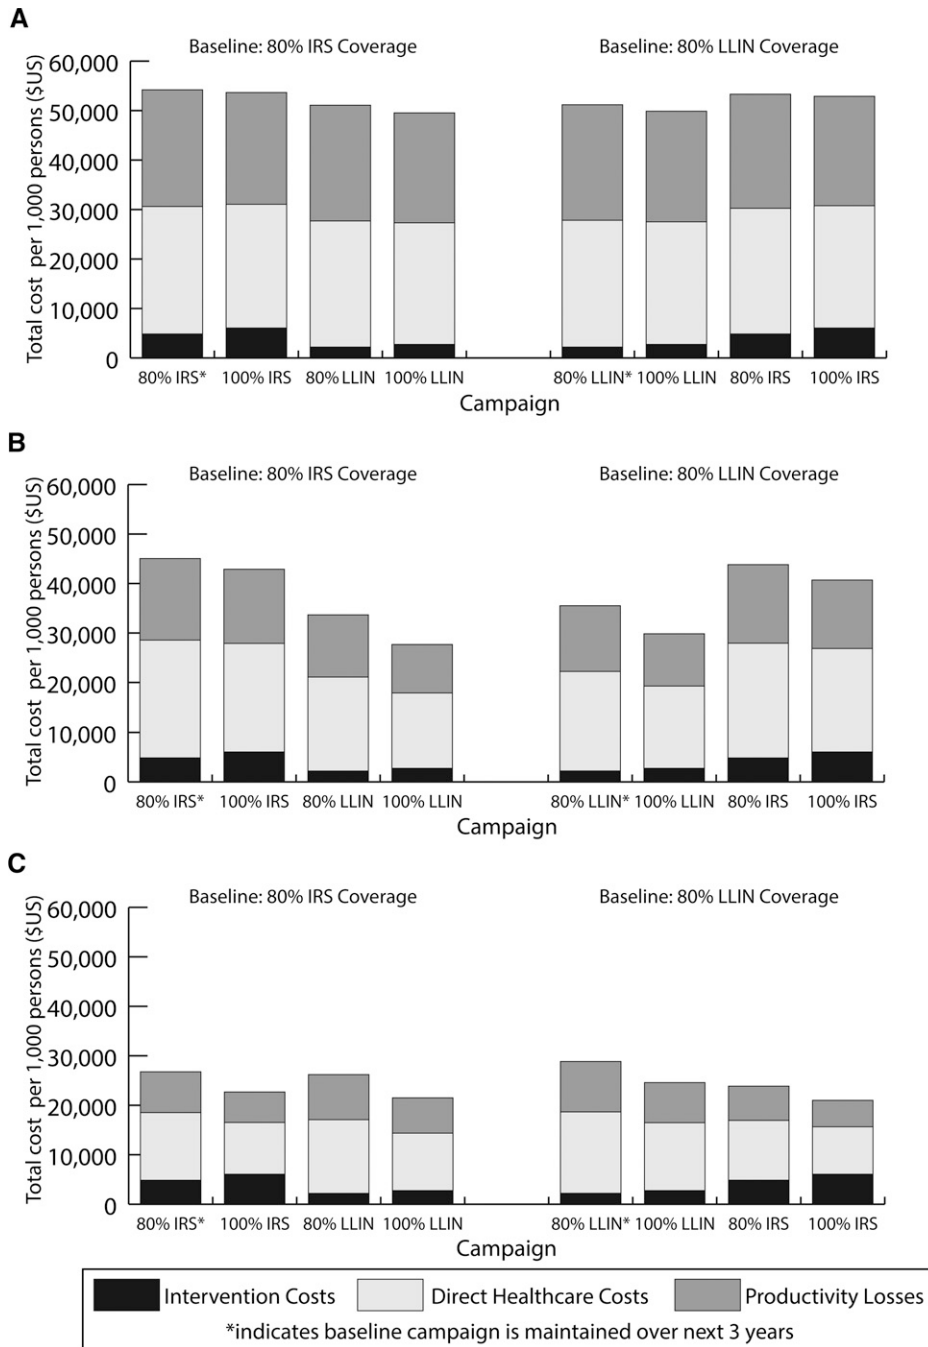 A
Baseline: 80% IRS Coverage
Baseline: 80% LLIN Coverage
Total cost per 1,000 persons ($US)
60,000
50,000
40,000
30,000
20,000
10,000
0
80% IRS* 100% IRS 80% LLIN 100% LLIN 80% LLIN* 100% LLIN 80% IRS 100% IRS
Campaign
B
Baseline: 80% IRS Coverage
Baseline: 80% LLIN Coverage
Total cost per 1,000 persons ($US)
60,000
50,000
40,000
30,000
20,000
10,000
0
80% IRS* 100% IRS 80% LLIN 100% LLIN 80% LLIN* 100% LLIN 80% IRS 100% IRS
Campaign
C
Baseline: 80% IRS Coverage
Baseline: 80% LLIN Coverage
Total cost per 1,000 persons ($US)
60,000
50,000
40,000
30,000
20,000
10,000
0
80% IRS* 100% IRS 80% LLIN 100% LLIN 80% LLIN* 100% LLIN 80% IRS 100% IRS
Campaign
Intervention Costs Direct Healthcare Costs Productivity Losses
*indicates baseline campaign is maintained over next 3 years